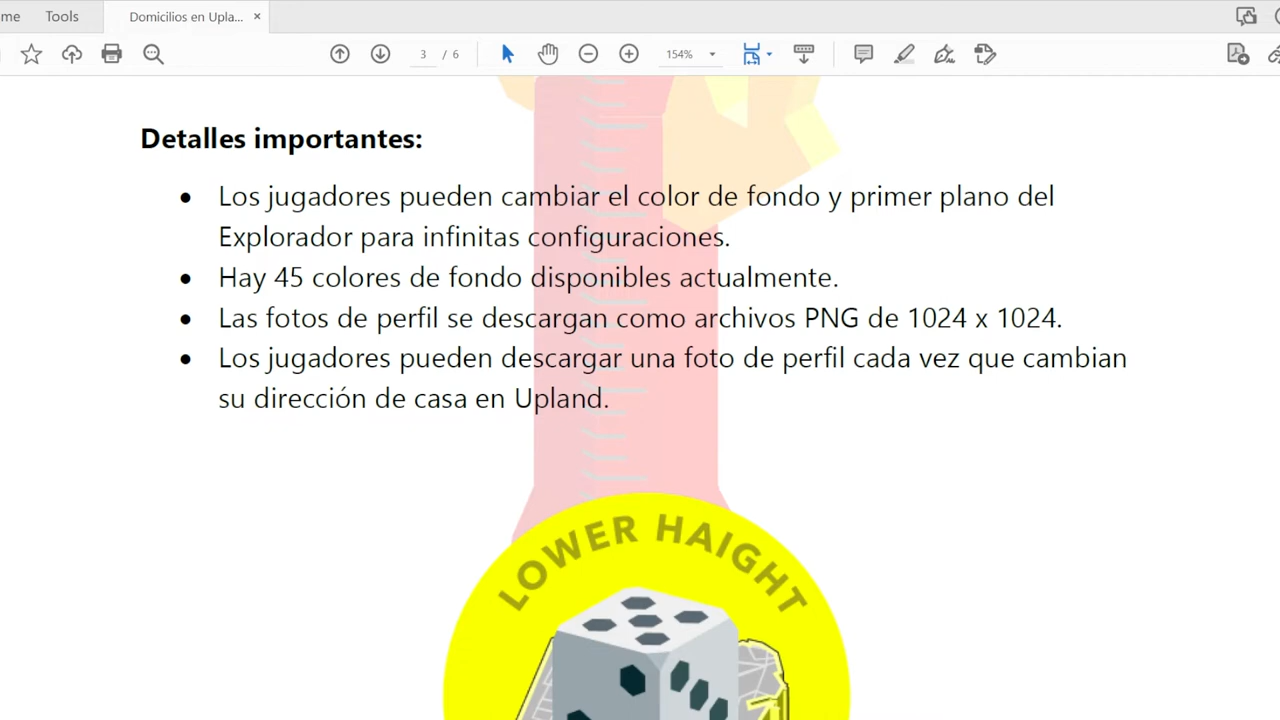 me Tools Domicilios en Upla... ×
3 / 6 154%
Detalles importantes:
• Los jugadores pueden cambiar el color de fondo y primer plano del
Explorador para infinitas configuraciones.
• Hay 45 colores de fondo disponibles actualmente.
• Las fotos de perfil se descargan como archivos PNG de 1024 x 1024.
• Los jugadores pueden descargar una foto de perfil cada vez que cambian
su dirección de casa en Upland.
LOWER HAIGHT